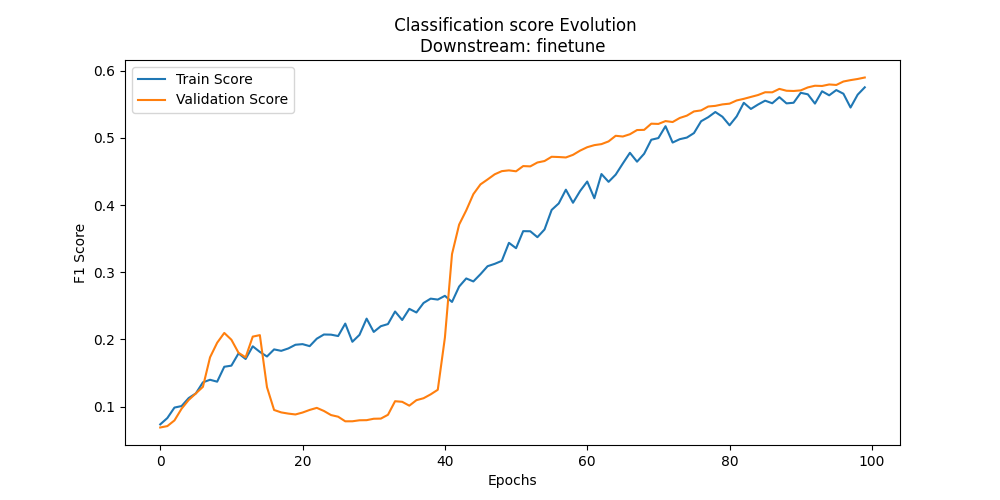 Classification score Evolution
Downstream: finetune
Train Score
Validation Score
F1 Score
0.6
0.5
0.4
0.3
0.2
0.1
0 20 40 60 80 100
Epochs